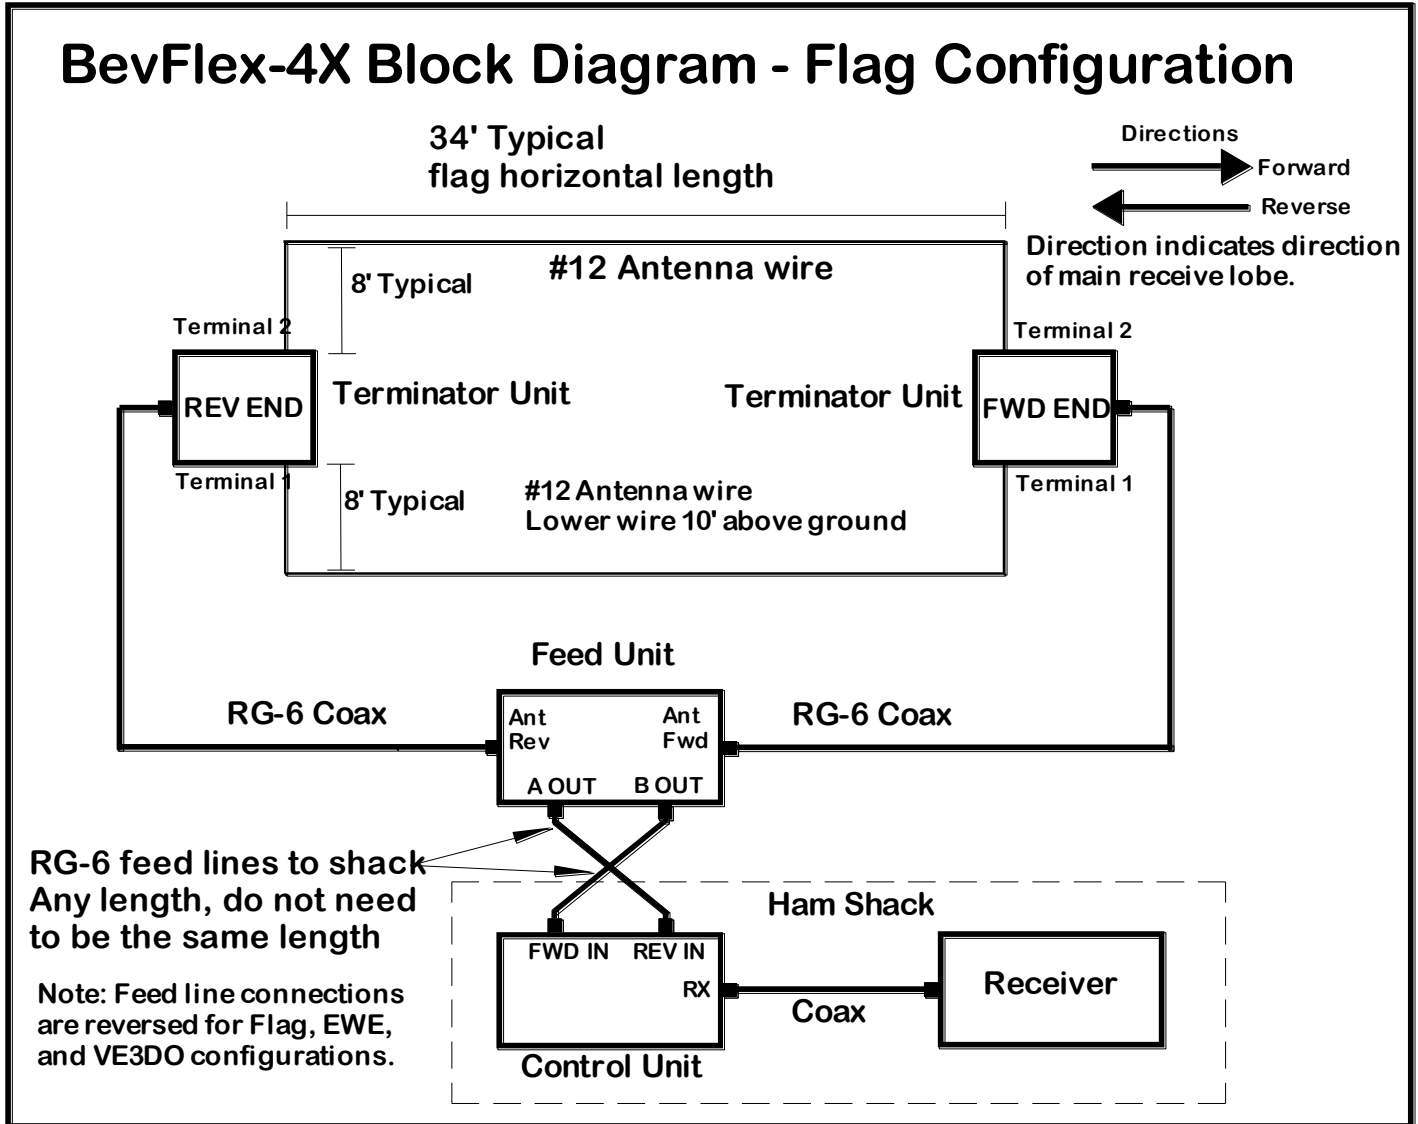 BevFlex-4X Block Diagram - Flag Configuration
34' Typical
flag horizontal length
Directions
Forward
Reverse
Direction indicates direction
of main receive lobe.
#12 Antenna wire
8' Typical
Terminal 2
Terminal 2
REV END
Terminator Unit
Terminator Unit
FWD END
Terminal 1
Terminal 1
8' Typical
#12 Antenna wire
Lower wire 10' above ground
Feed Unit
RG-6 Coax
RG-6 Coax
Ant
Rev
Ant
Fwd
A OUT
B OUT
RG-6 feed lines to shack
Any length, do not need
to be the same length
Ham Shack
FWD IN
REV IN
RX
Coax
Receiver
Note: Feed line connections
are reversed for Flag, EWE,
and VE3DO configurations.
Control Unit